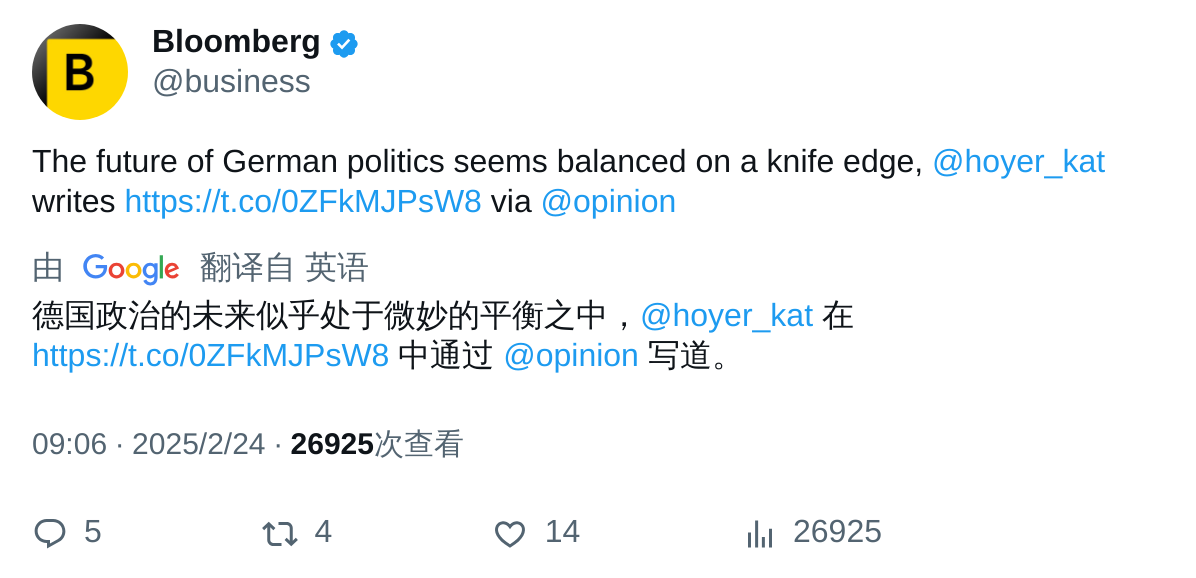 Bloomberg
@business
The future of German politics seems balanced on a knife edge, @hoyer_kat
writes https://t.co/0ZFkMJPsW8 via @opinion
由 Google 翻译自 英语
德国政治的未来似乎处于微妙的平衡之中，@hoyer_kat 在
https://t.co/0ZFkMJPsW8 中通过 @opinion 写道。
09:06 · 2025/2/24 · 26925次查看
5 4 14 26925